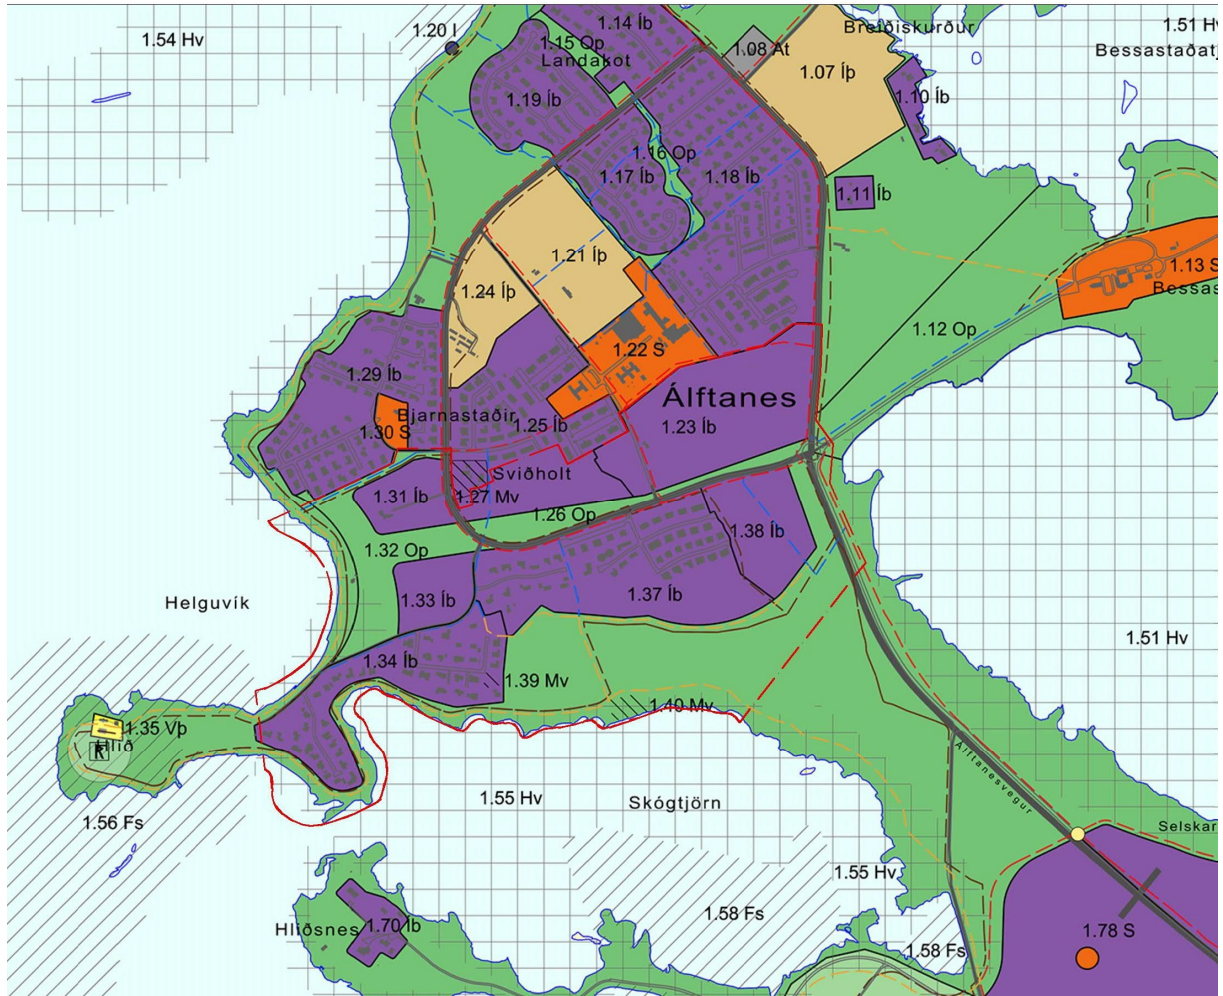 1.14 Íb
1.20 I
1.54 Hv
1.15 Op
Landakot
1.08 At
Breiðiskurður
1.51 Hv
1.07 Íþ
1.10 Íb
1.19 Íb
1.16 Op
1.17 Íb
1.18 Íb
1.11 Íb
1.21 Íþ
1.13 S
1.24 Íþ
1.12 Op
1.22 S
1.29 Íb
Álftanes
Bjarnastaðir
1.25 Íb
1.23 Íb
1.30 S
Sviðholt
1.31 Íb
1.27 Mv
1.26 Op
1.38 Íb
1.32 Op
Helguvík
1.33 Íb
1.37 Íb
1.51 Hv
1.34 Íb
1.39 Mv
1.40 Mv
1.35 Vþ
Hlið
Álftanesvegur
1.55 Hv
Skógtjörn
1.56 Fs
Selskar
1.55 Hv
1.58 Fs
1.70 Íb
Hliðsnes
1.78 S
1.58 Fs